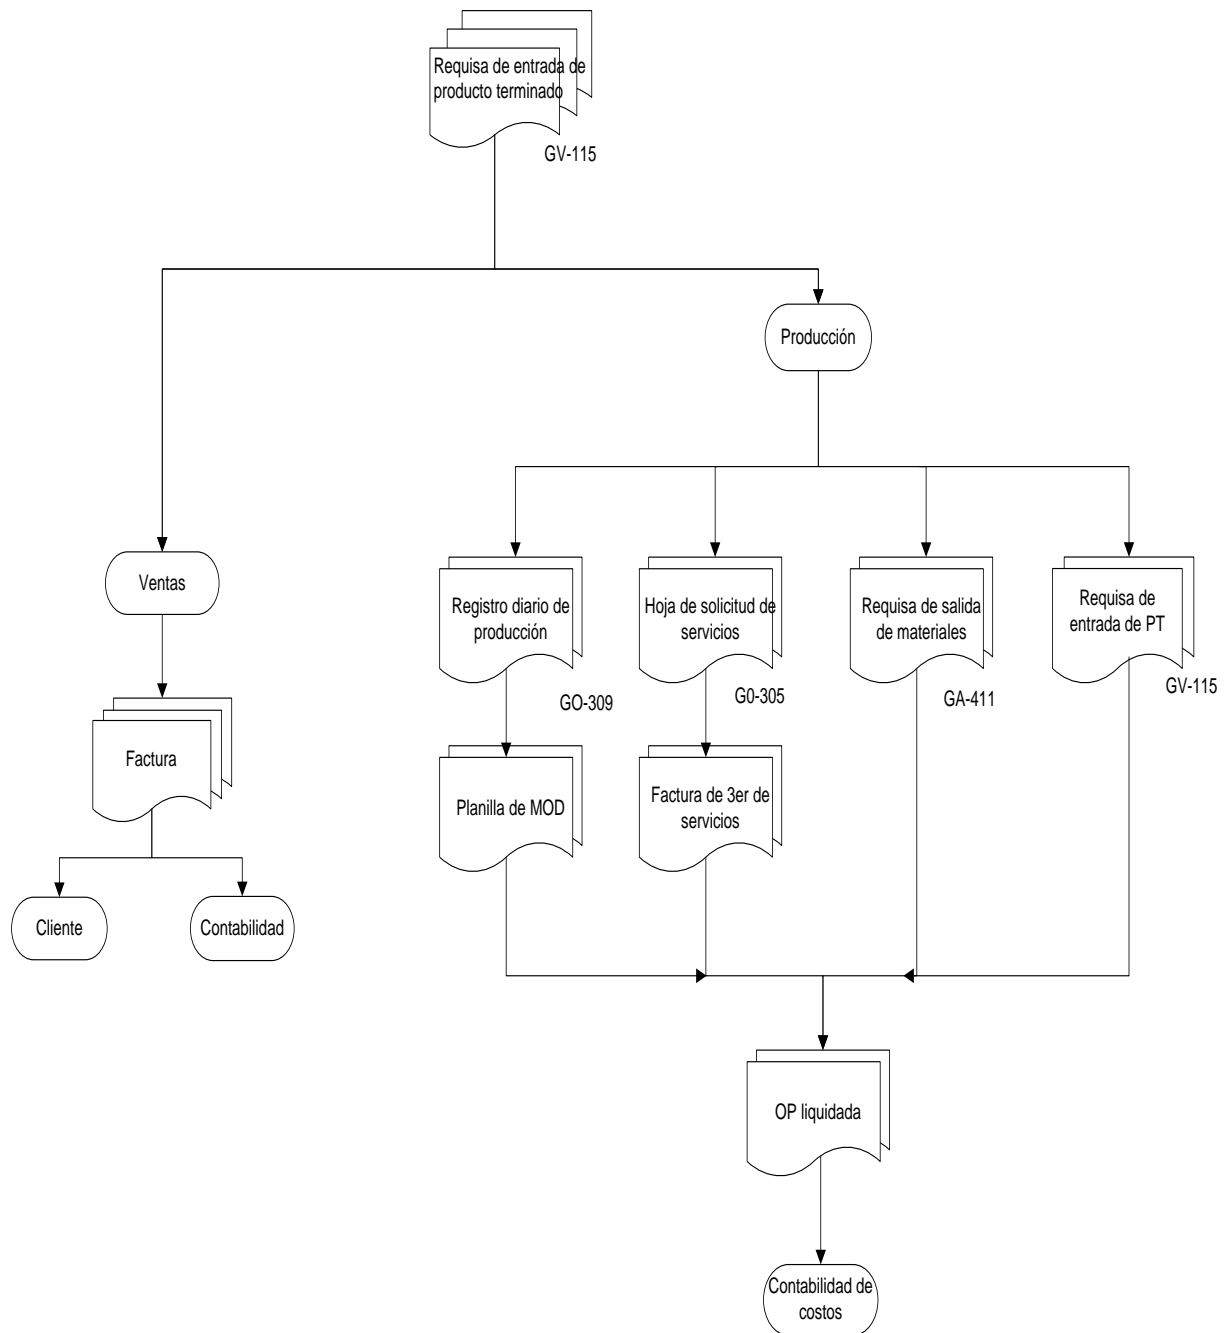 Requisa de entrada de
producto terminado
GV-115
Producción
Ventas
Registro diario de
producción
GO-309
Hoja de solicitud de
servicios
G0-305
Requisa de salida
de materiales
GA-411
Requisa de
entrada de PT
GV-115
Factura
Planilla de MOD
Factura de 3er de
servicios
Cliente
Contabilidad
OP liquidada
Contabilidad de
costos